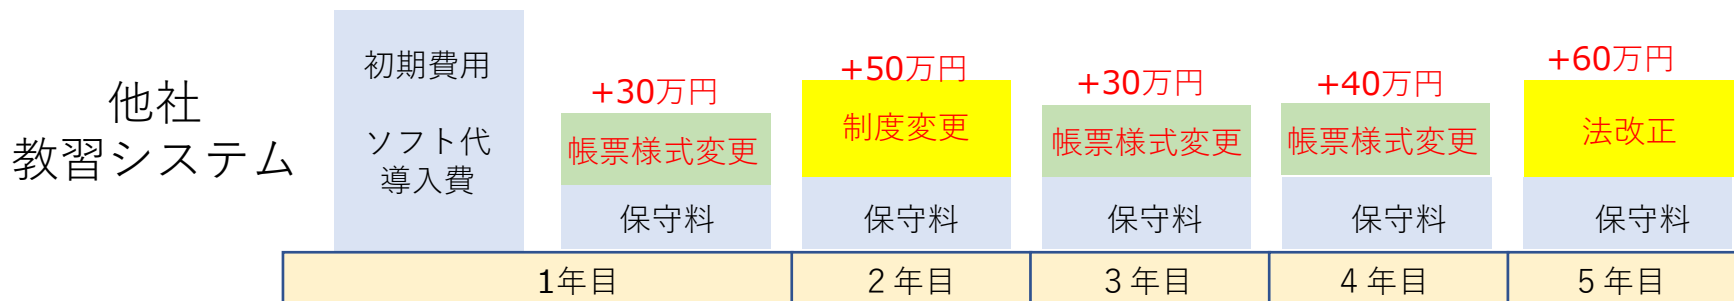 他社
教習システム
初期費用
ソフト代
導入費
+30万円
帳票様式変更
保守料
+50万円
制度変更
保守料
+30万円
帳票様式変更
保守料
+40万円
帳票様式変更
保守料
+60万円
法改正
保守料
1年目
２年目
３年目
４年目
５年目